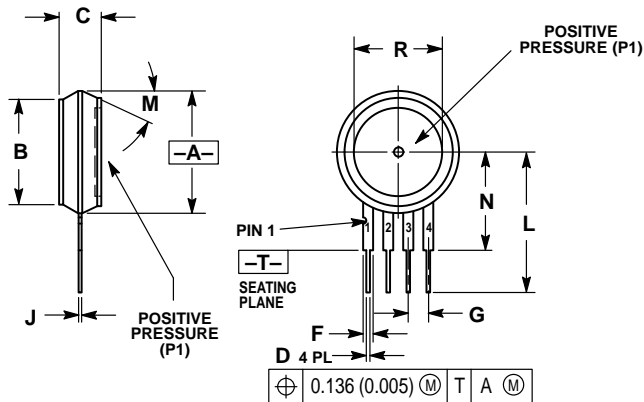 C
R
POSITIVE
PRESSURE (P1)
M
B
–A–
N
L
PIN 1
1 2 3 4
–T–
SEATING
PLANE
G
J
POSITIVE
PRESSURE
(P1)
F
D 4 PL
⌖ 0.136 (0.005) Ⓜ T A Ⓜ